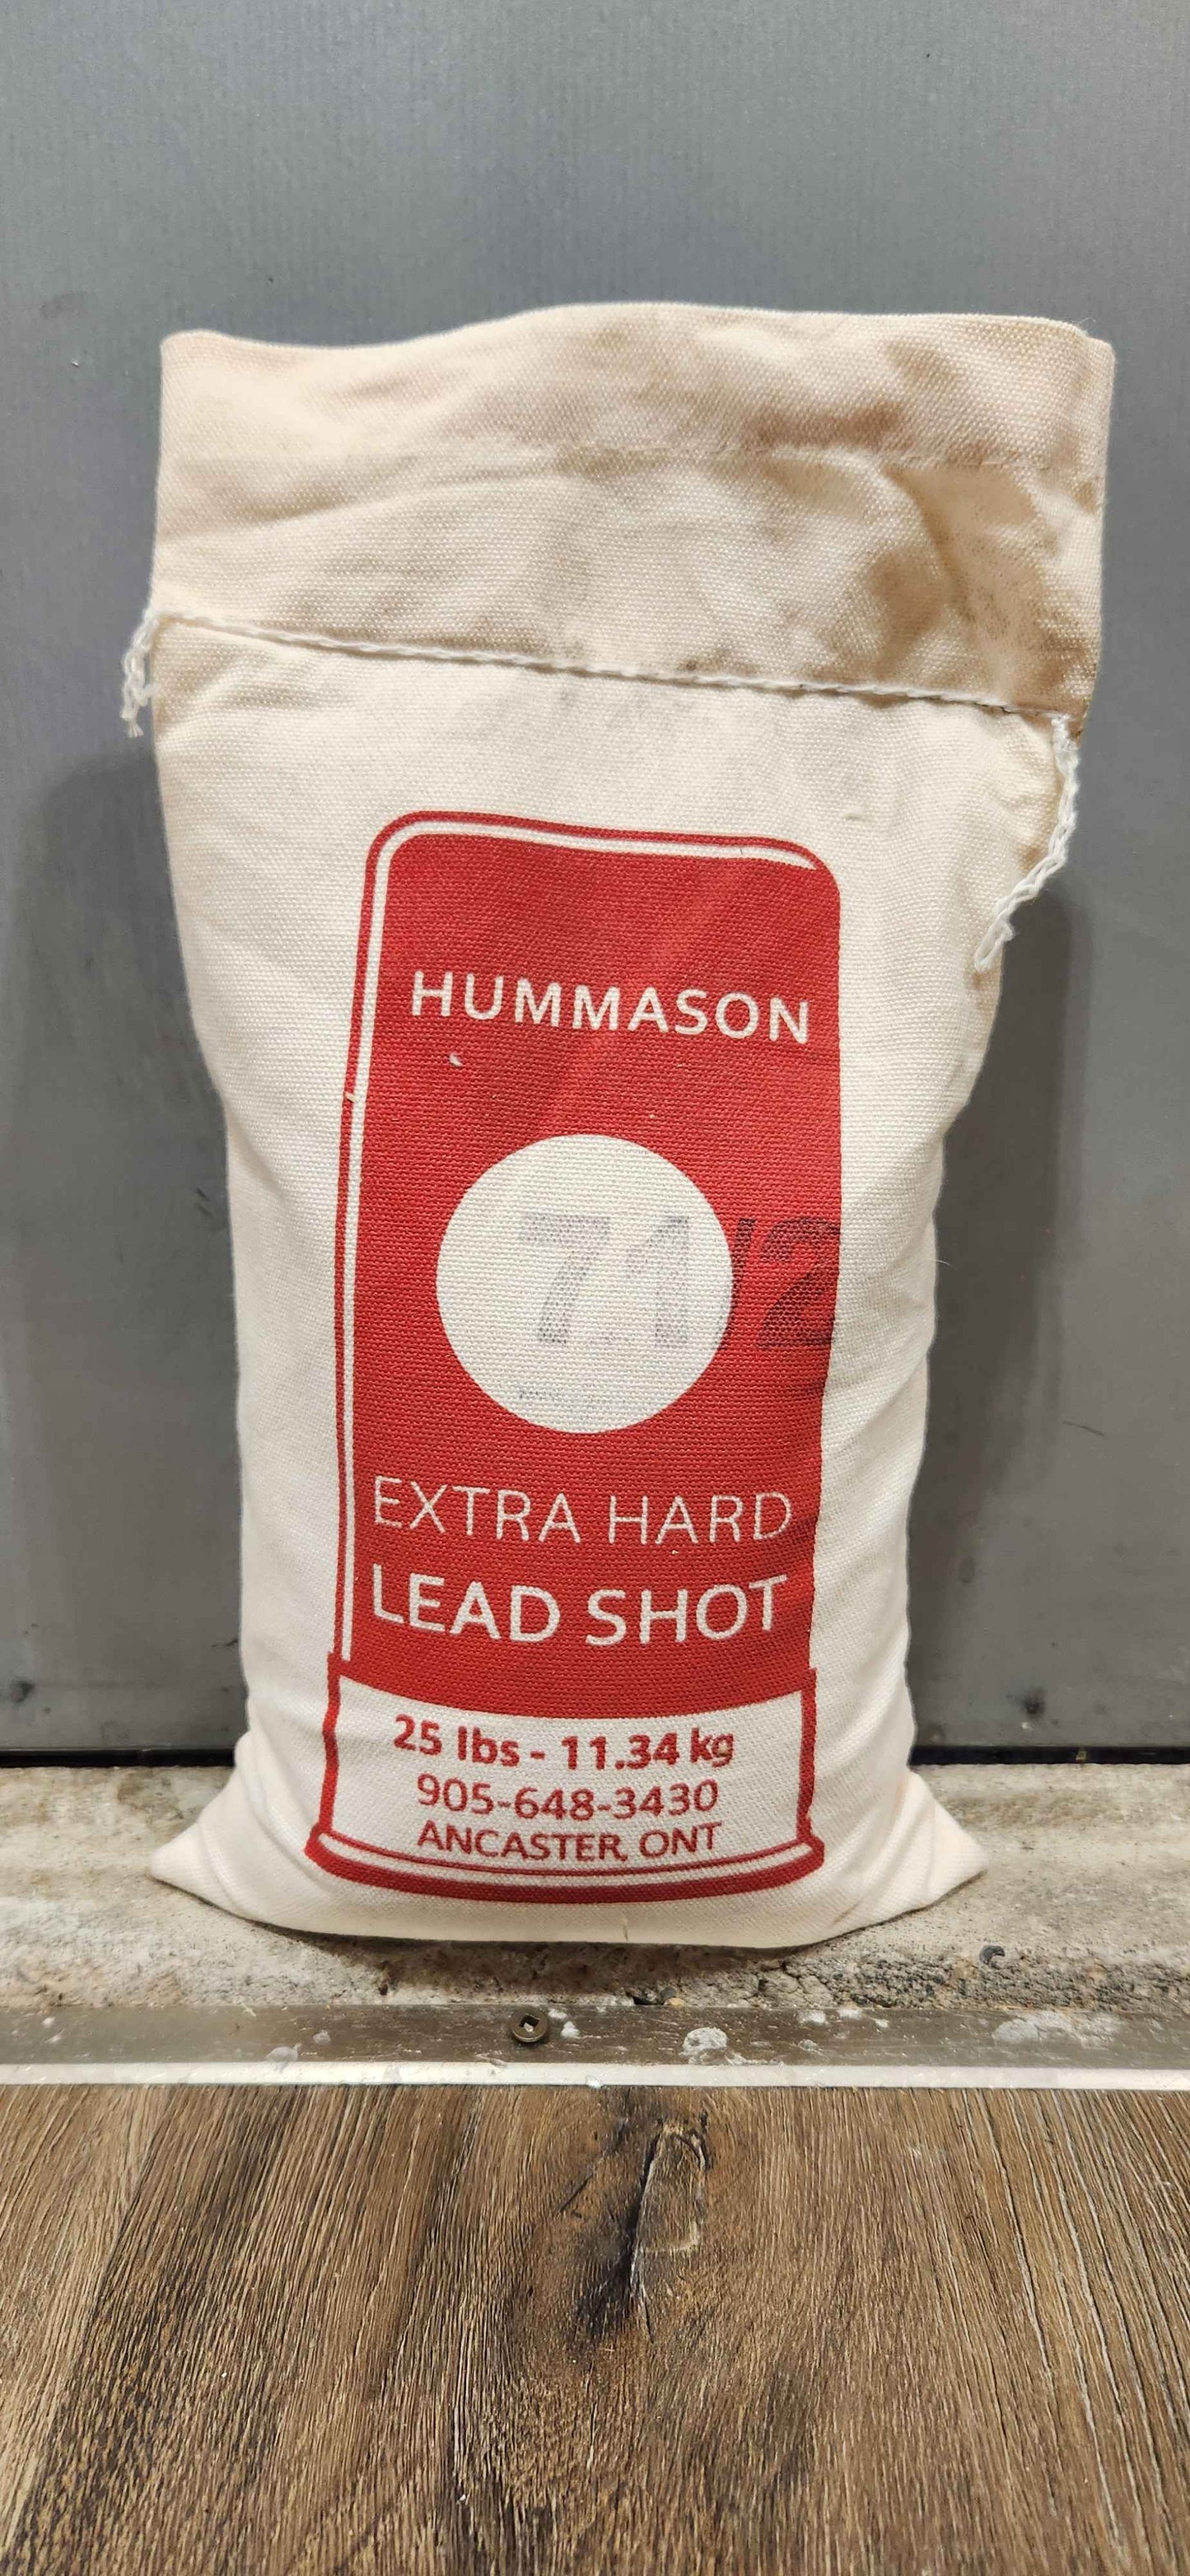 HUMMASON
7.1/2
EXTRA HARD
LEAD SHOT
25 lbs - 11.34 kg
905-648-3430
ANCASTER, ONT